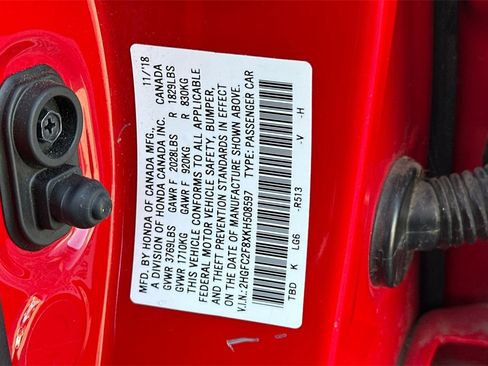 MFD. BY HONDA OF CANADA MFG., 11/'18
A DIVISION OF HONDA CANADA INC. CANADA
GVWR 3769LBS GAWR F 2028LBS R 1829LBS
GVWR 1710KG GAWR F 920KG R 830KG
THIS VEHICLE CONFORMS TO ALL APPLICABLE
FEDERAL MOTOR VEHICLE SAFETY, BUMPER,
AND THEFT PREVENTION STANDARDS IN EFFECT
ON THE DATE OF MANUFACTURE SHOWN ABOVE.
V.I.N.: 2HGFC2F8XKH508597 TYPE: PASSENGER CAR
TBD K LG6 -R513 -V -H